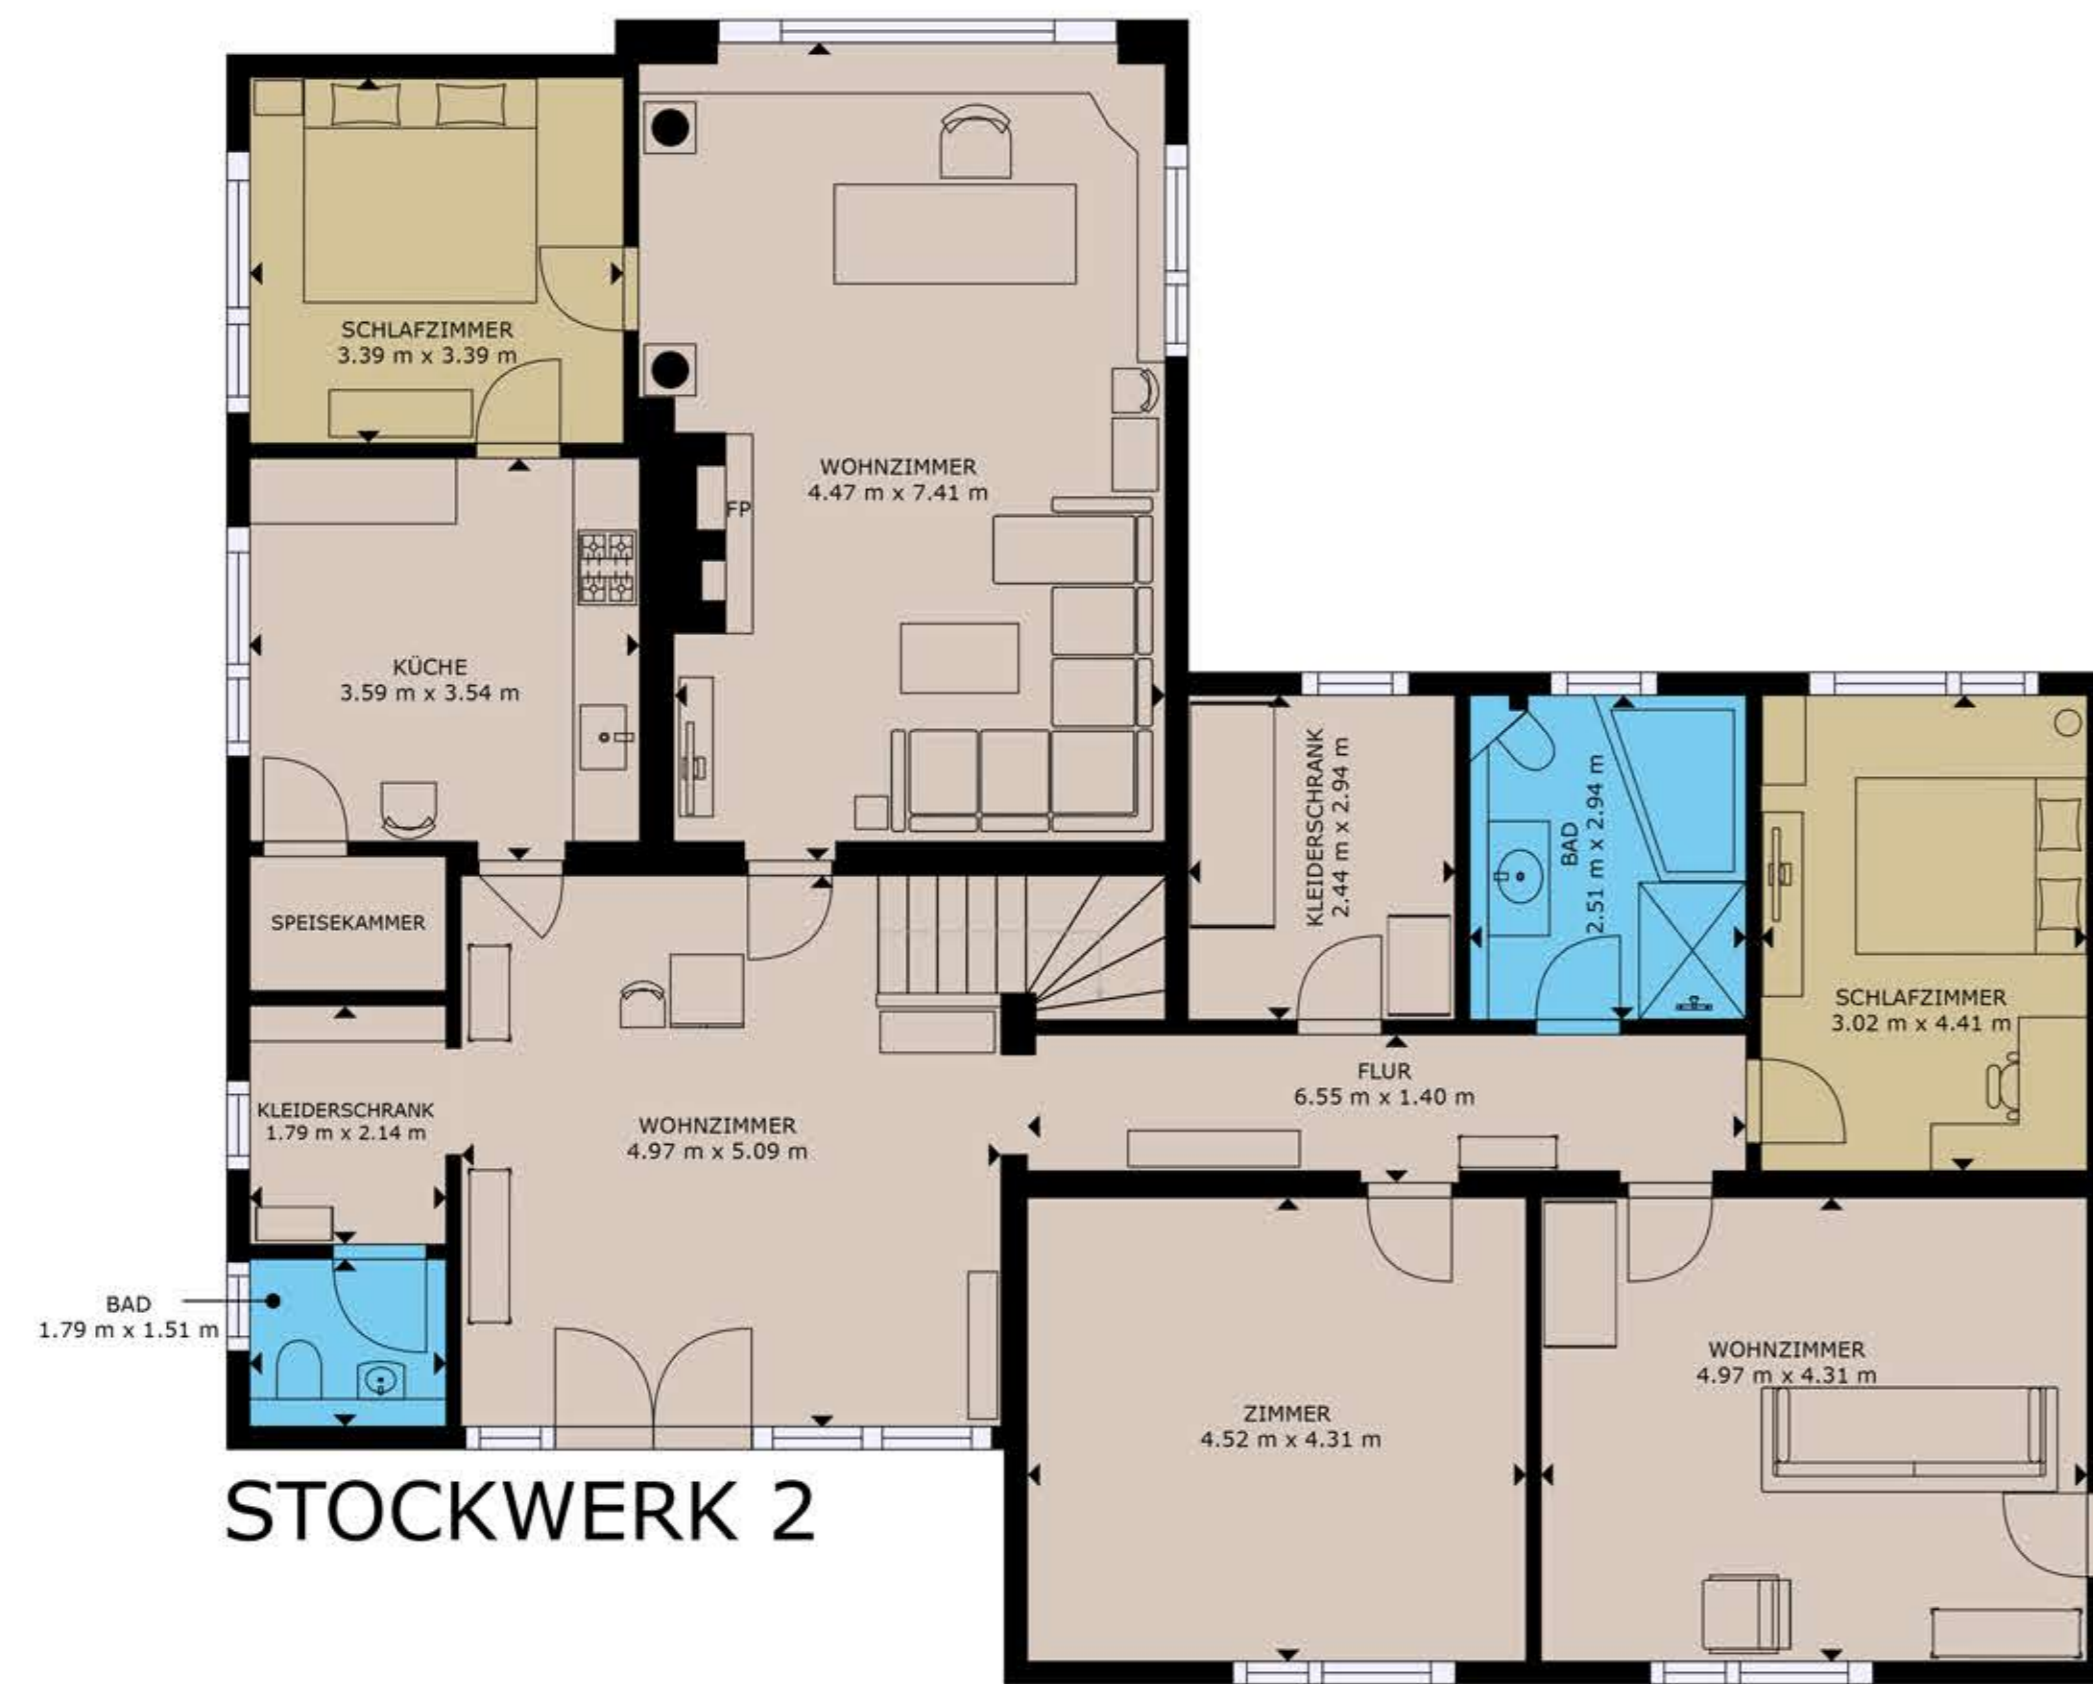 SCHLAFZIMMER
3.39 m x 3.39 m
WOHNZIMMER
4.47 m x 7.41 m
FP
KÜCHE
3.59 m x 3.54 m
KLEIDERSCHRANK
2.44 m x 2.94 m
BAD
2.51 m x 2.94 m
SCHLAFZIMMER
3.02 m x 4.41 m
SPEISEKAMMER
FLUR
6.55 m x 1.40 m
KLEIDERSCHRANK
1.79 m x 2.14 m
WOHNZIMMER
4.97 m x 5.09 m
BAD
1.79 m x 1.51 m
WOHNZIMMER
4.97 m x 4.31 m
ZIMMER
4.52 m x 4.31 m
STOCKWERK 2